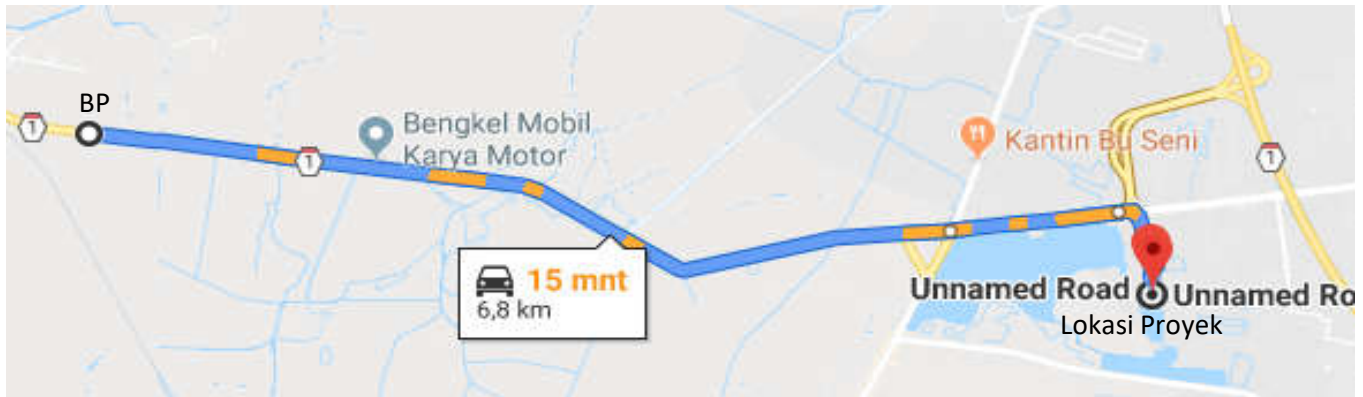 BP
1
Bengkel Mobil
Karya Motor
1
Kantin Bu Seni
1
15 mnt
6,8 km
Unnamed Road
Unnamed Ro
Lokasi Proyek